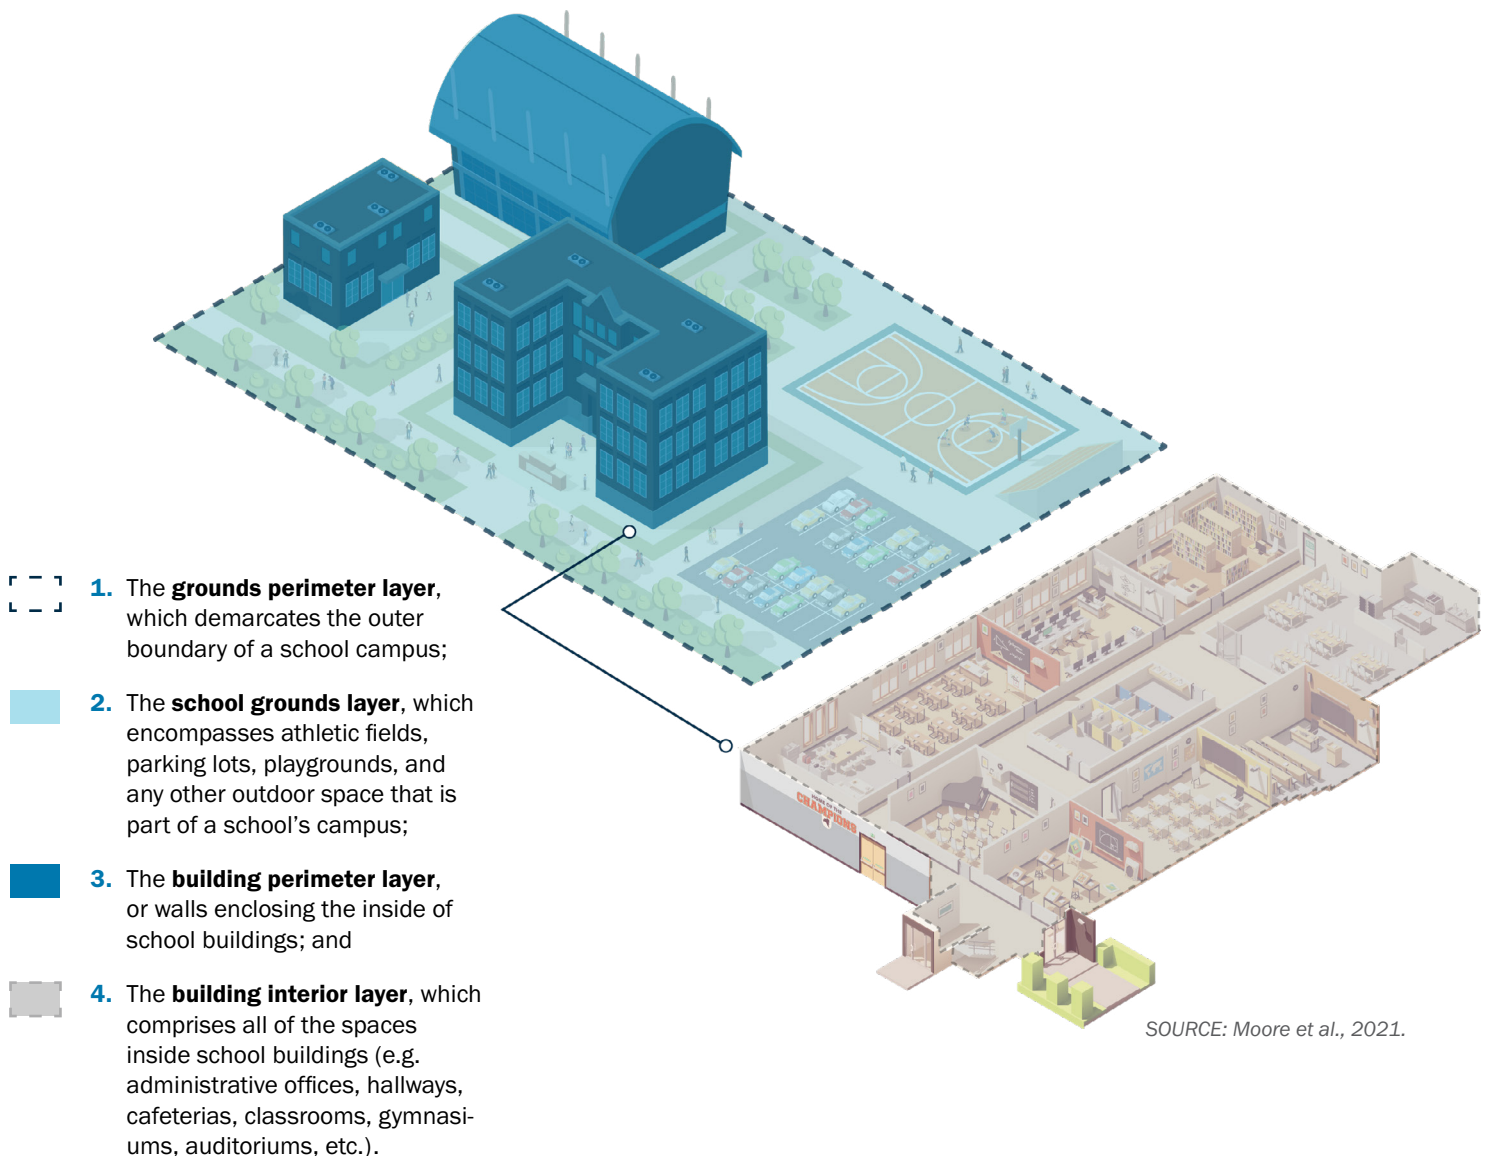 1. The grounds perimeter layer,
which demarcates the outer
boundary of a school campus;
2. The school grounds layer, which
encompasses athletic fields,
parking lots, playgrounds, and
any other outdoor space that is
part of a school's campus;
3. The building perimeter layer,
or walls enclosing the inside of
school buildings; and
4. The building interior layer, which
comprises all of the spaces
inside school buildings (e.g.
administrative offices, hallways,
cafeterias, classrooms, gymnasi-
ums, auditoriums, etc.).
HOME OF THE
CHAMPIONS
SOURCE: Moore et al., 2021.